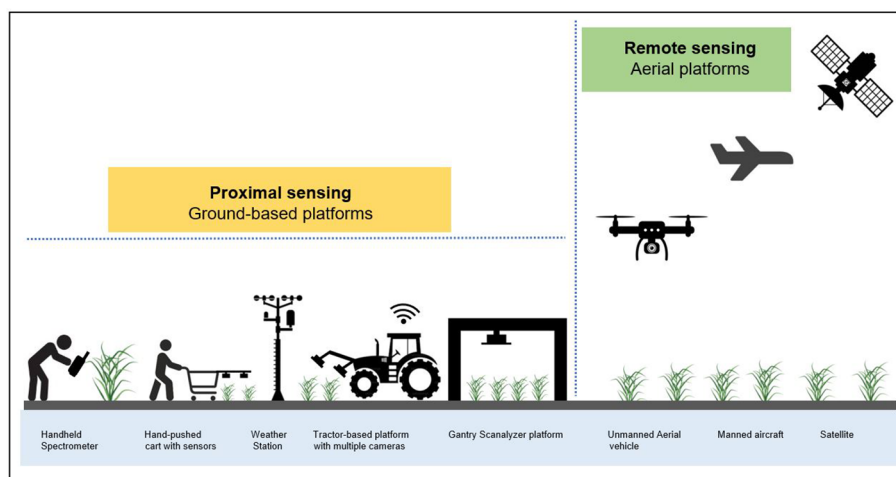 Remote sensing
Aerial platforms
Proximal sensing
Ground-based platforms
Handheld
Spectrometer
Hand-pushed
cart with sensors
Weather
Station
Tractor-based platform
with multiple cameras
Gantry Scanalyzer platform
Unmanned Aerial
vehicle
Manned aircraft
Satellite